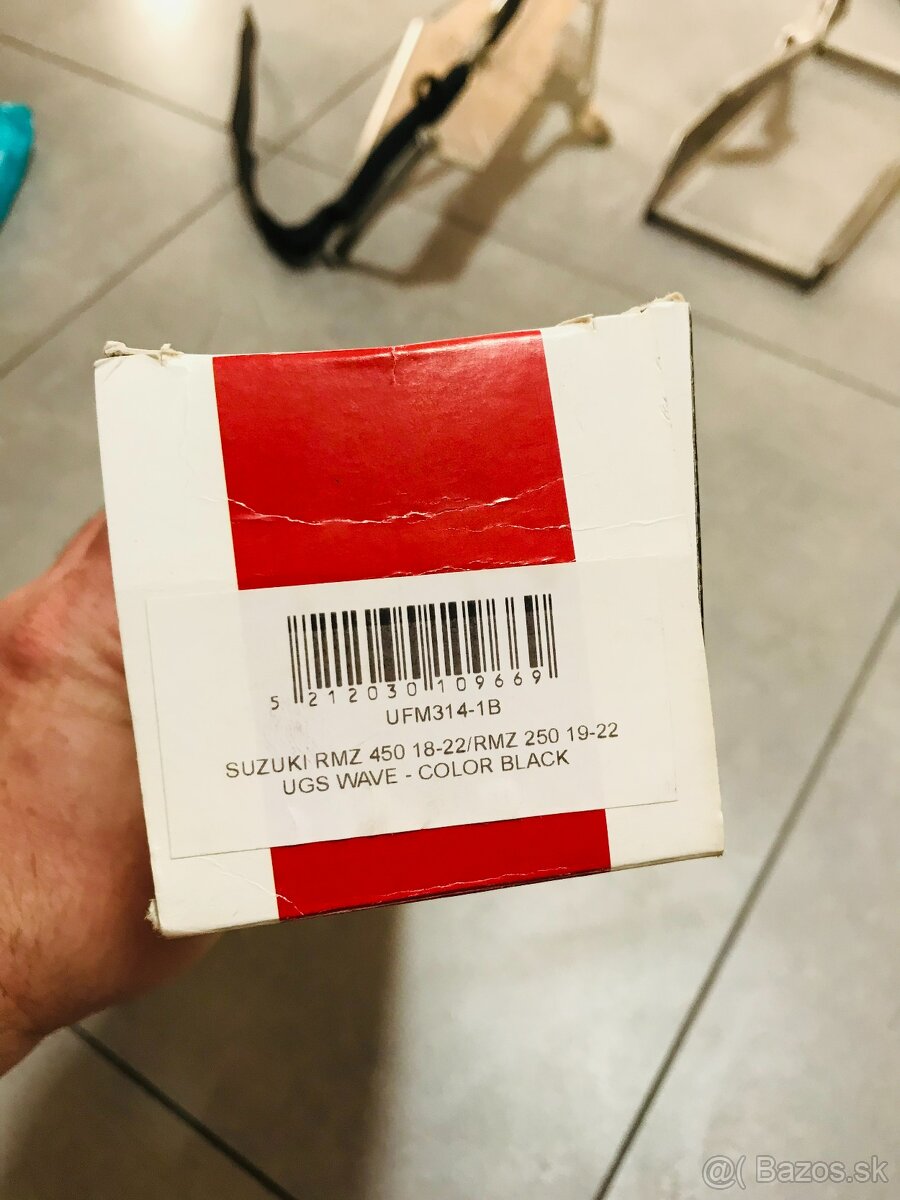 5 212030 109669
UFM314-1B
SUZUKI RMZ 450 18-22/RMZ 250 19-22
UGS WAVE - COLOR BLACK
@( Bazos.sk